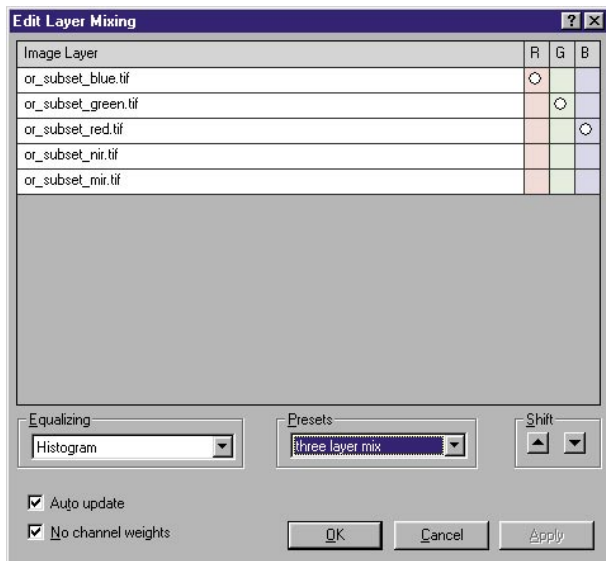 Edit Layer Mixing
Image Layer R G B
or_subset_blue.tif
or_subset_green.tif
or_subset_red.tif
or_subset_nir.tif
or_subset_mir.tif
Equalizing
Histogram
Presets
three layer mix
Shift
Auto update
No channel weights
OK
Cancel
Apply